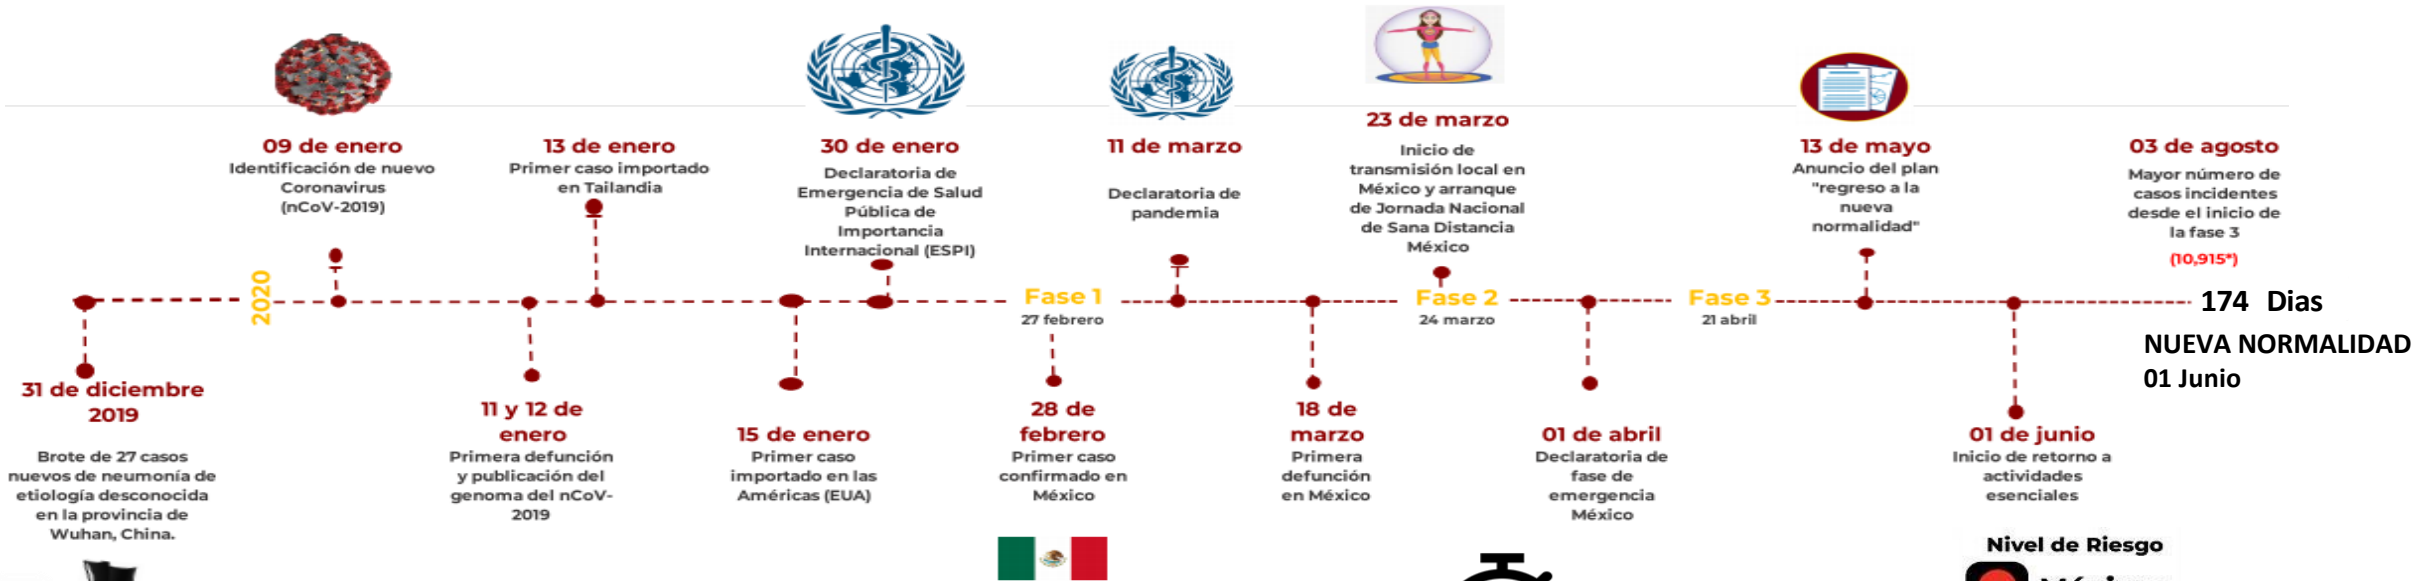 09 de enero
Identificación de nuevo
Coronavirus
(nCoV-2019)
13 de enero
Primer caso importado
en Tailandia
30 de enero
Declaratoria de
Emergencia de Salud
Pública de
Importancia
Internacional (ESPI)
11 de marzo
Declaratoria de
pandemia
23 de marzo
Inicio de
transmisión local en
México y arranque
de Jornada Nacional
de Sana Distancia
México
13 de mayo
Anuncio del plan
"regreso a la
nueva
normalidad"
03 de agosto
Mayor número de
casos incidentes
desde el inicio de
la fase 3
(10,915*)
2020
Fase 1
27 febrero
Fase 2
24 marzo
Fase 3
21 abril
174 Dias
NUEVA NORMALIDAD
01 Junio
31 de diciembre
2019
Brote de 27 casos
nuevos de neumonía de
etiología desconocida
en la provincia de
Wuhan, China.
11 y 12 de
enero
Primera defunción
y publicación del
genoma del nCoV-
2019
15 de enero
Primer caso
importado en las
Américas (EUA)
28 de
febrero
Primer caso
confirmado en
México
18 de
marzo
Primera
defunción
en México
01 de abril
Declaratoria de
fase de
emergencia
México
01 de junio
Inicio de retorno a
actividades
esenciales
Nivel de Riesgo